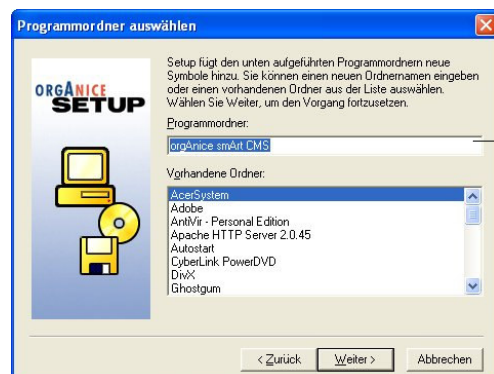 Programmordner auswählen
ORGANICE
SETUP
Setup fügt den unten aufgeführten Programmordnern neue
Symbole hinzu. Sie können einen neuen Ordnernamen eingeben
oder einen vorhandenen Ordner aus der Liste auswählen.
Wählen Sie Weiter, um den Vorgang fortzusetzen.
Programmordner:
orgAnice smArt CMS
Vorhandene Ordner:
AcerSystem
Adobe
AntiVir - Personal Edition
Apache HTTP Server 2.0.45
Autostart
CyberLink PowerDVD
DivX
Ghostgum
< Zurück
Weiter >
Abbrechen